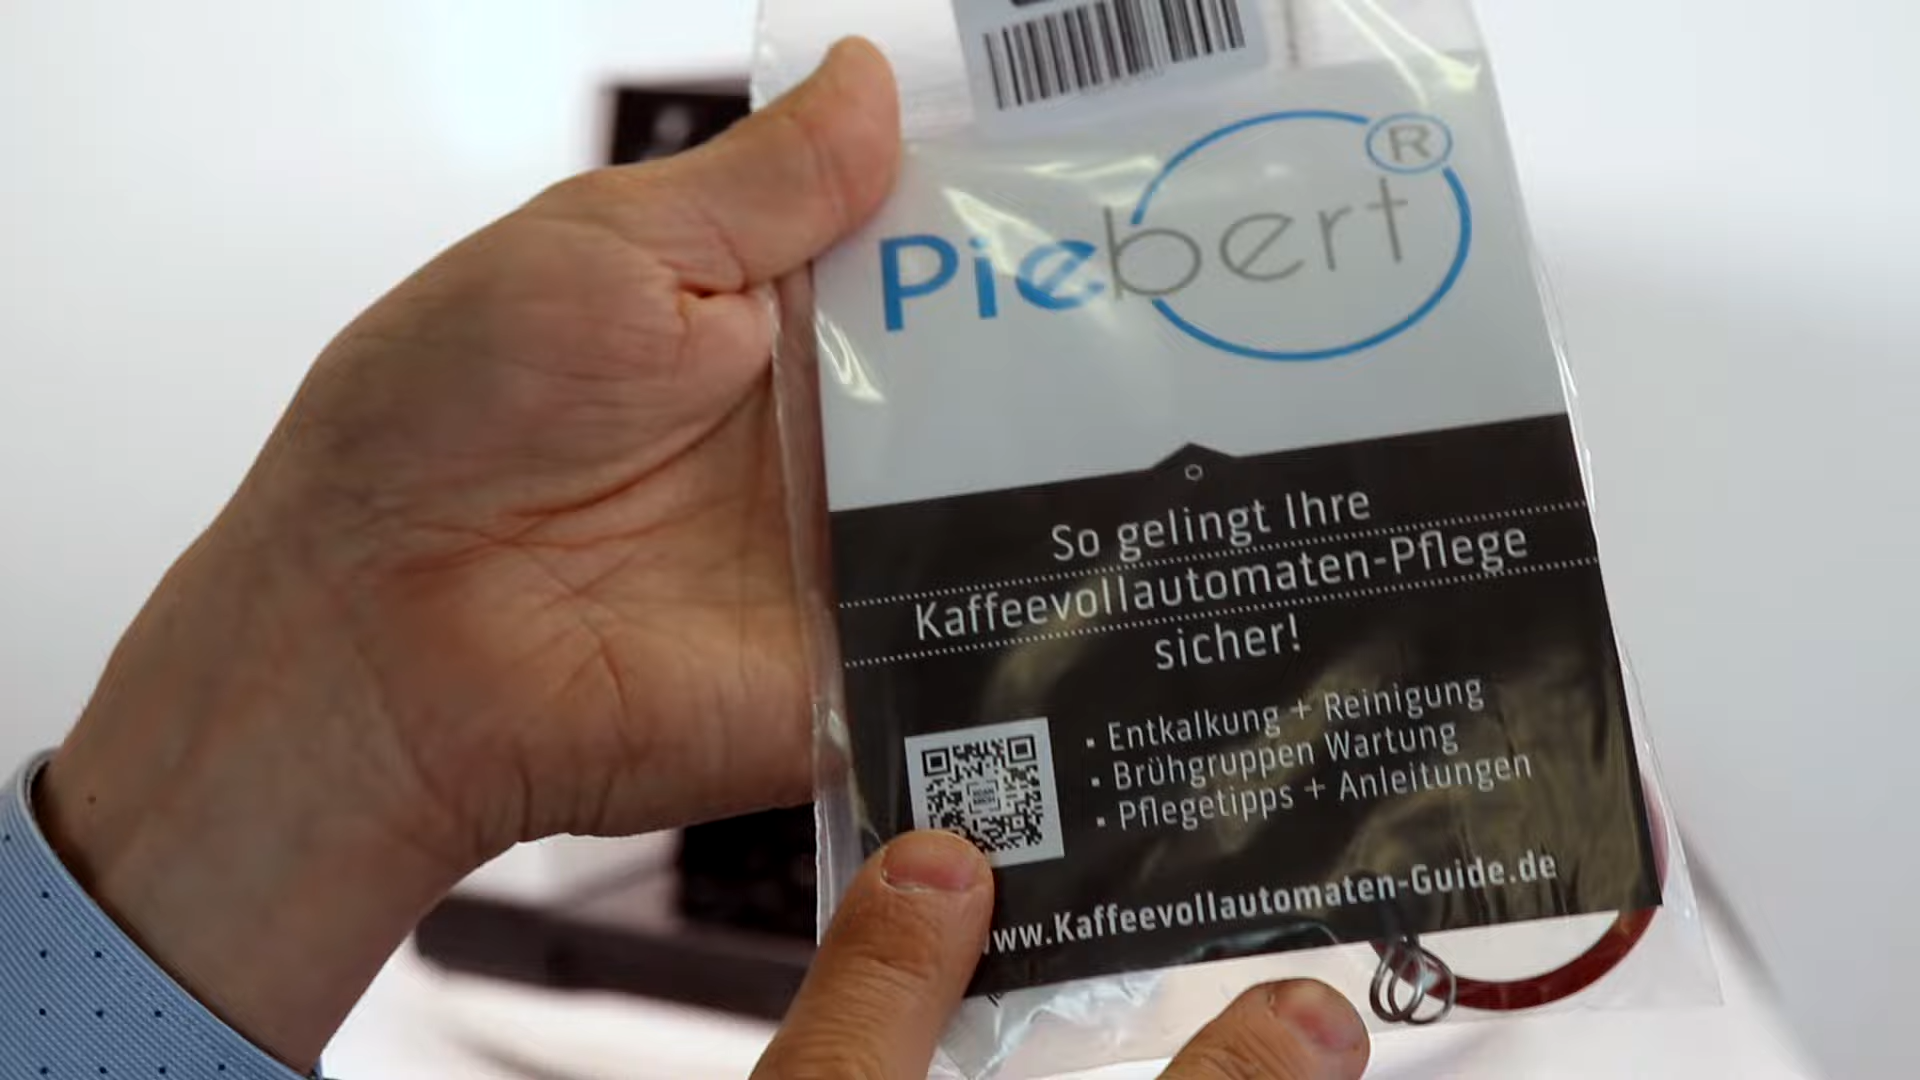 Piebert
R
So gelingt Ihre
Kaffeevollautomaten-Pflege
sicher!
▪ Entkalkung + Reinigung
▪ Brühgruppen Wartung
▪ Pflegetipps + Anleitungen
www.Kaffeevollautomaten-Guide.de